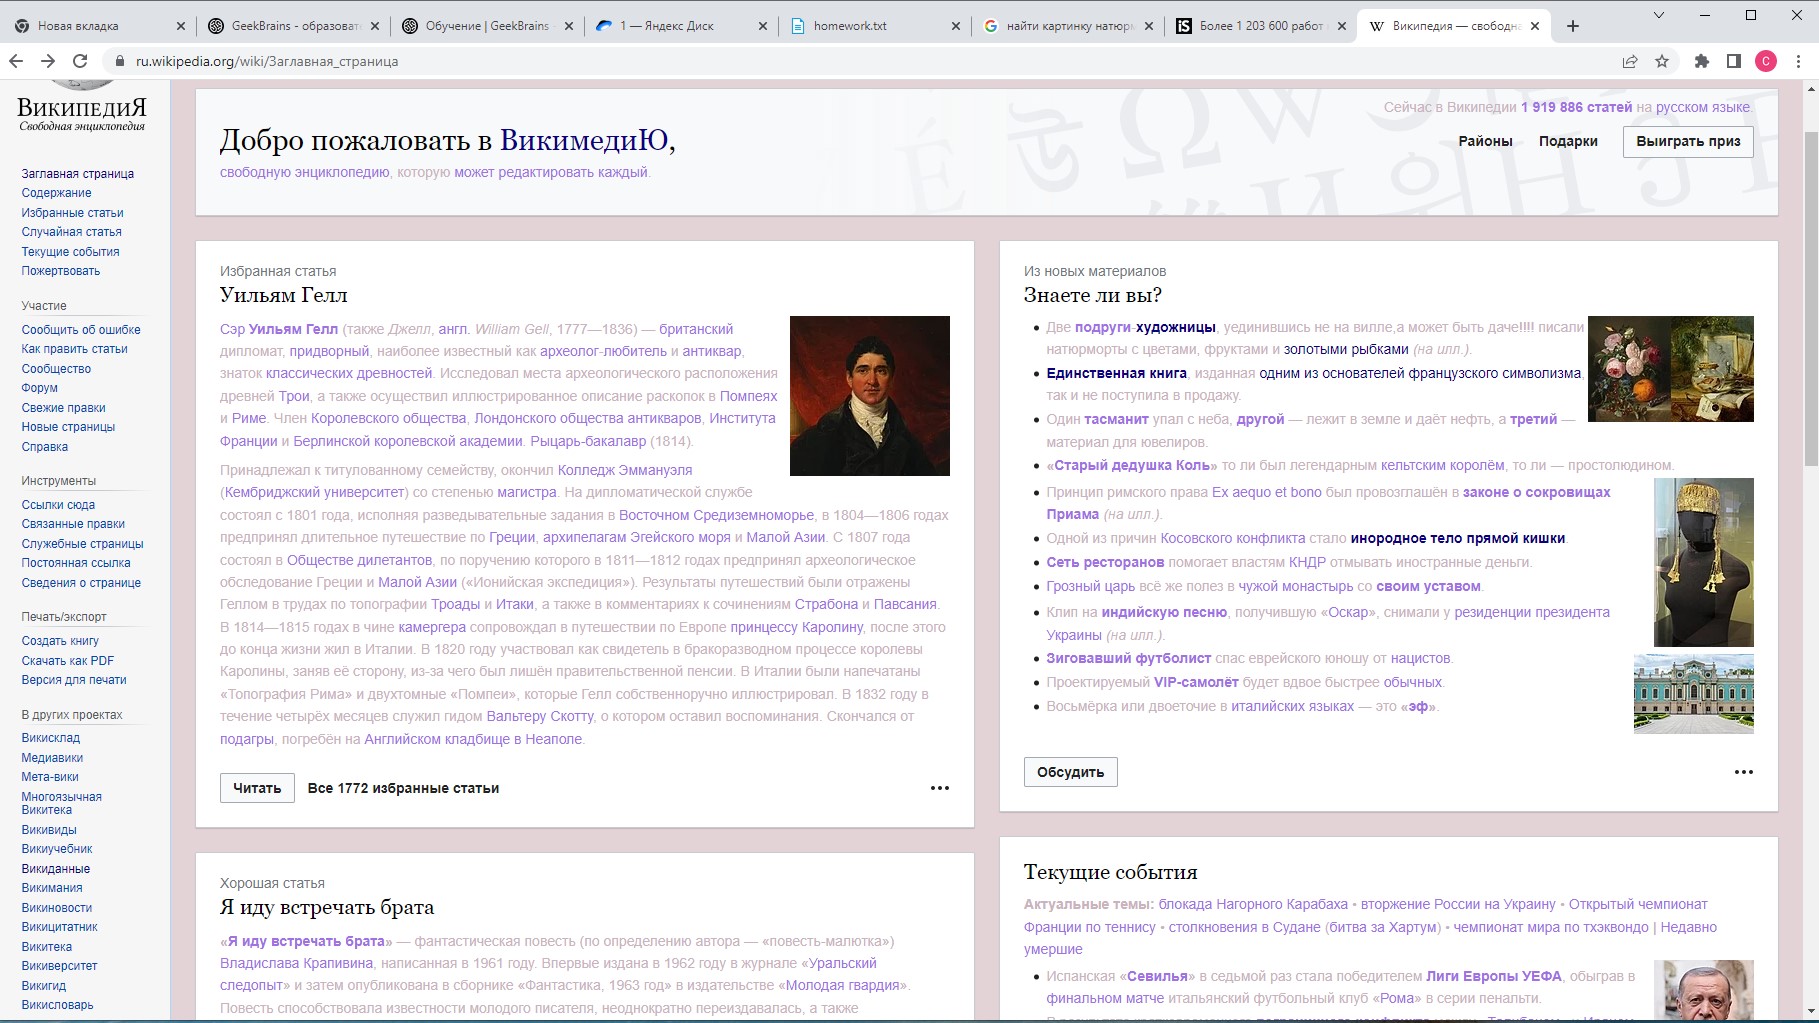 Новая вкладка
GeekBrains - образоват
Обучение | GeekBrains -
1 — Яндекс Диск
homework.txt
найти картинку натюрм
Более 1 203 600 работ
Википедия — свободна
ru.wikipedia.org/wiki/Заглавная_страница
С
ВИКИПЕДИЯ
Свободная энциклопедия
Заглавная страница
Содержание
Избранные статьи
Случайная статья
Текущие события
Пожертвовать
Участие
Сообщить об ошибке
Как править статьи
Сообщество
Форум
Свежие правки
Новые страницы
Справка
Инструменты
Ссылки сюда
Связанные правки
Служебные страницы
Постоянная ссылка
Сведения о странице
Печать/экспорт
Создать книгу
Скачать как PDF
Версия для печати
В других проектах
Викисклад
Медиавики
Мета-вики
Многоязычная
Викитека
Викивиды
Викиучебник
Викиданные
Викимания
Викиновости
Викицитатник
Викитека
Викиверситет
Викигид
Викисловарь
Добро пожаловать в ВикимедиЮ,
свободную энциклопедию, которую может редактировать каждый.
Сейчас в Википедии 1 919 886 статей на русском языке.
Районы
Подарки
Выиграть приз
Избранная статья
Уильям Гелл
Сэр Уильям Гелл (также Джелл, англ. William Gell, 1777—1836) — британский
дипломат, придворный, наиболее известный как археолог-любитель и антиквар,
знаток классических древностей. Исследовал места археологического расположения
древней Трои, а также осуществил иллюстрированное описание раскопок в Помпеях
и Риме. Член Королевского общества, Лондонского общества антикваров, Института
Франции и Берлинской королевской академии. Рыцарь-бакалавр (1814).
Принадлежал к титулованному семейству, окончил Колледж Эммануэля
(Кембриджский университет) со степенью магистра. На дипломатической службе
состоял с 1801 года, исполняя разведывательные задания в Восточном Средиземноморье, в 1804—1806 годах
предпринял длительное путешествие по Греции, архипелагам Эгейского моря и Малой Азии. С 1807 года
состоял в Обществе дилетантов, по поручению которого в 1811—1812 годах предпринял археологическое
обследование Греции и Малой Азии («Ионийская экспедиция»). Результаты путешествий были отражены
Геллом в трудах по топографии Троады и Итаки, а также в комментариях к сочинениям Страбона и Павсания.
В 1814—1815 годах в чине камергера сопровождал в путешествии по Европе принцессу Каролину, после этого
до конца жизни жил в Италии. В 1820 году участвовал как свидетель в бракоразводном процессе королевы
Каролины, заняв её сторону, из-за чего был лишён правительственной пенсии. В Италии были напечатаны
«Топография Рима» и двухтомные «Помпеи», которые Гелл собственноручно иллюстрировал. В 1832 году в
течение четырёх месяцев служил гидом Вальтеру Скотту, о котором оставил воспоминания. Скончался от
подагры, погребён на Английском кладбище в Неаполе.
Читать
Все 1772 избранные статьи
Хорошая статья
Я иду встречать брата
«Я иду встречать брата» — фантастическая повесть (по определению автора — «повесть-малютка»)
Владислава Крапивина, написанная в 1961 году. Впервые издана в 1962 году в журнале «Уральский
следопыт» и затем опубликована в сборнике «Фантастика, 1963 год» в издательстве «Молодая гвардия».
Повесть способствовала известности молодого писателя, неоднократно переиздавалась, а также
Из новых материалов
Знаете ли вы?
Две подруги-художницы, уединившись не на вилле,а может быть даче!!!! писали
натюрморты с цветами, фруктами и золотыми рыбками (на илл.).
Единственная книга, изданная одним из основателей французского символизма,
так и не поступила в продажу.
Один тасманит упал с неба, другой — лежит в земле и даёт нефть, а третий —
материал для ювелиров.
«Старый дедушка Коль» то ли был легендарным кельтским королём, то ли — простолюдином.
Принцип римского права Ex aequo et bono был провозглашён в законе о сокровищах
Приама (на илл.).
Одной из причин Косовского конфликта стало инородное тело прямой кишки.
Сеть ресторанов помогает властям КНДР отмывать иностранные деньги.
Грозный царь всё же полез в чужой монастырь со своим уставом.
Клип на индийскую песню, получившую «Оскар», снимали у резиденции президента
Украины (на илл.).
Зиговавший футболист спас еврейского юношу от нацистов.
Проектируемый VIP-самолёт будет вдвое быстрее обычных.
Восьмёрка или двоеточие в италийских языках — это «эф».
Обсудить
Текущие события
Актуальные темы: блокада Нагорного Карабаха • вторжение России на Украину • Открытый чемпионат
Франции по теннису • столкновения в Судане (битва за Хартум) • чемпионат мира по тхэквондо | Недавно
умершие
Испанская «Севилья» в седьмой раз стала победителем Лиги Европы УЕФА, обыграв в
финальном матче итальянский футбольный клуб «Рома» в серии пенальти.